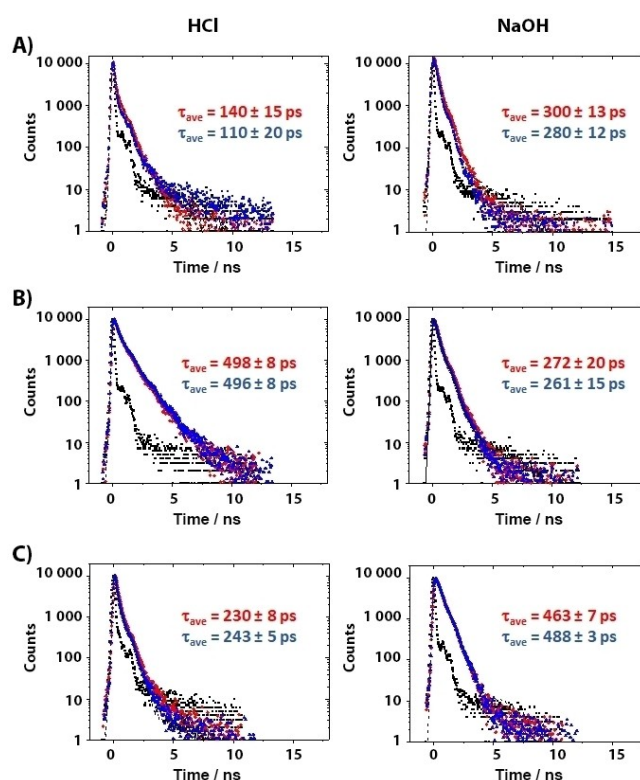 HCl
NaOH
A)
10 000
1 000
100
10
1
Counts
τave = 140 ± 15 ps
τave = 110 ± 20 ps
0 5 10 15
Time / ns
10 000
1 000
100
10
1
Counts
τave = 300 ± 13 ps
τave = 280 ± 12 ps
0 5 10 15
Time / ns
B)
10 000
1 000
100
10
1
Counts
τave = 498 ± 8 ps
τave = 496 ± 8 ps
0 5 10 15
Time / ns
10 000
1 000
100
10
1
Counts
τave = 272 ± 20 ps
τave = 261 ± 15 ps
0 5 10 15
Time / ns
C)
10 000
1 000
100
10
1
Counts
τave = 230 ± 8 ps
τave = 243 ± 5 ps
0 5 10 15
Time / ns
10 000
1 000
100
10
1
Counts
τave = 463 ± 7 ps
τave = 488 ± 3 ps
0 5 10 15
Time / ns